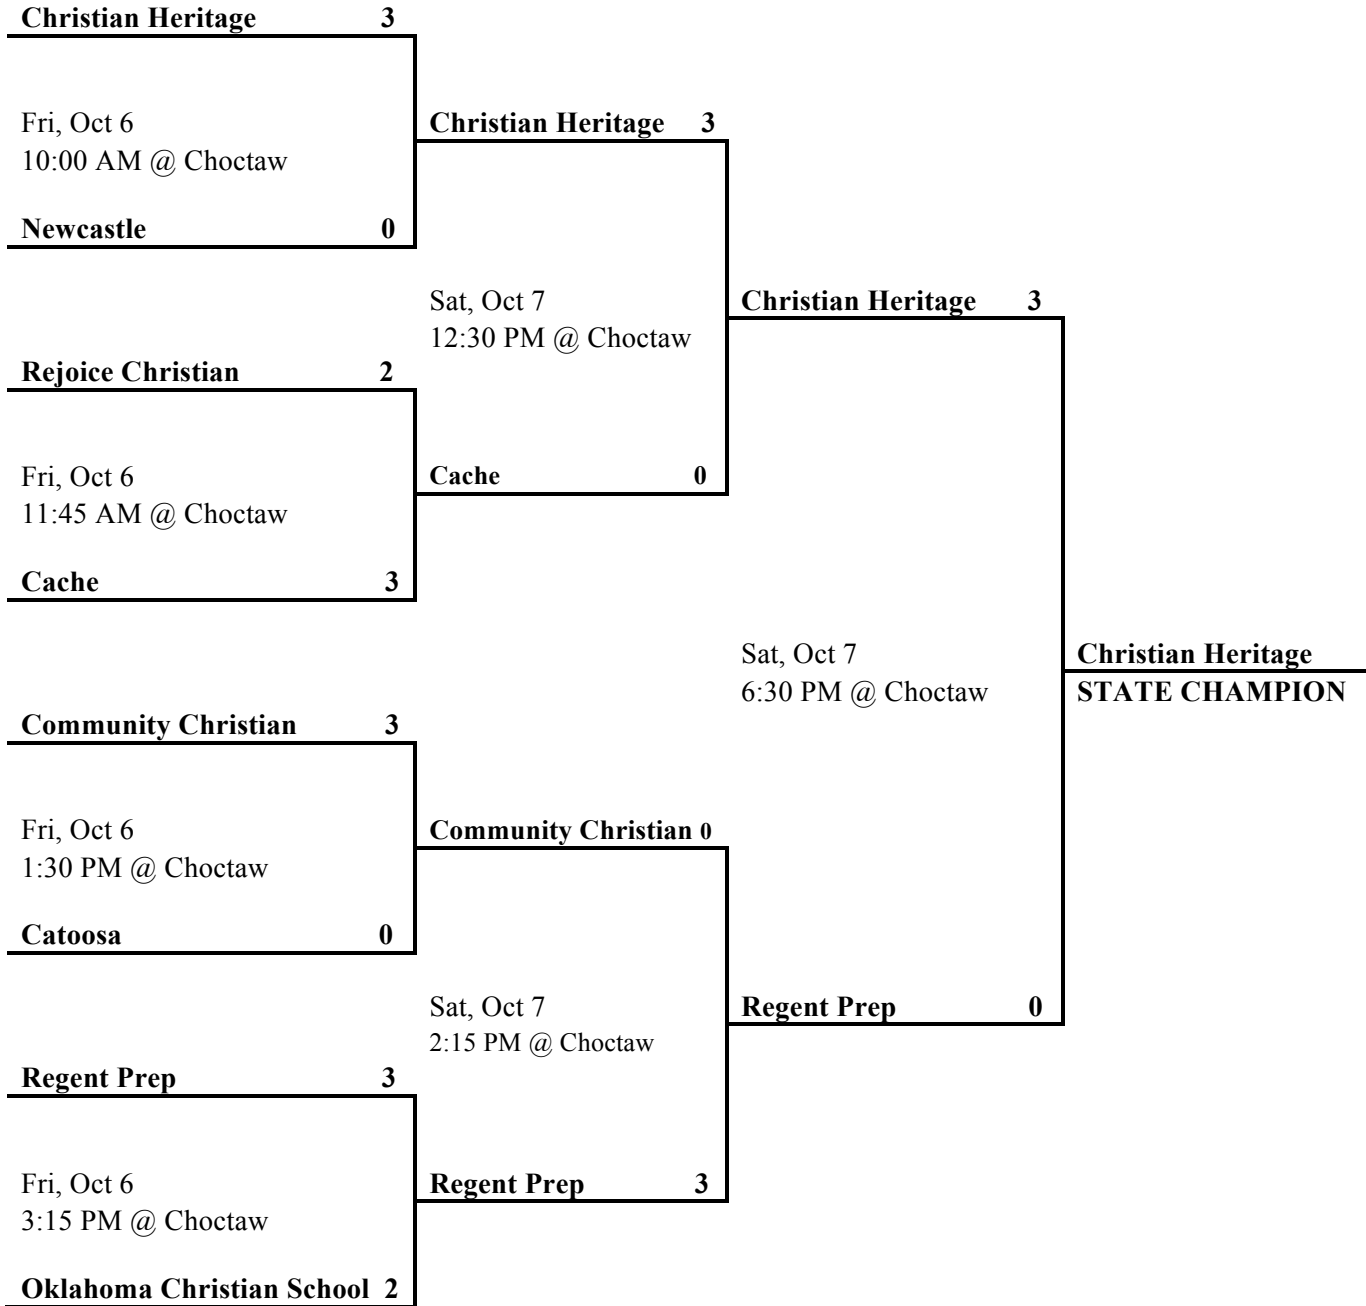 Christian Heritage 3
Fri, Oct 6
10:00 AM @ Choctaw
Newcastle 0
Rejoice Christian 2
Fri, Oct 6
11:45 AM @ Choctaw
Cache 3
Community Christian 3
Fri, Oct 6
1:30 PM @ Choctaw
Catoosa 0
Regent Prep 3
Fri, Oct 6
3:15 PM @ Choctaw
Oklahoma Christian School 2
Christian Heritage 3
Sat, Oct 7
12:30 PM @ Choctaw
Cache 0
Community Christian 0
Sat, Oct 7
2:15 PM @ Choctaw
Regent Prep 3
Christian Heritage 3
Sat, Oct 7
6:30 PM @ Choctaw
Regent Prep 0
Christian Heritage
STATE CHAMPION